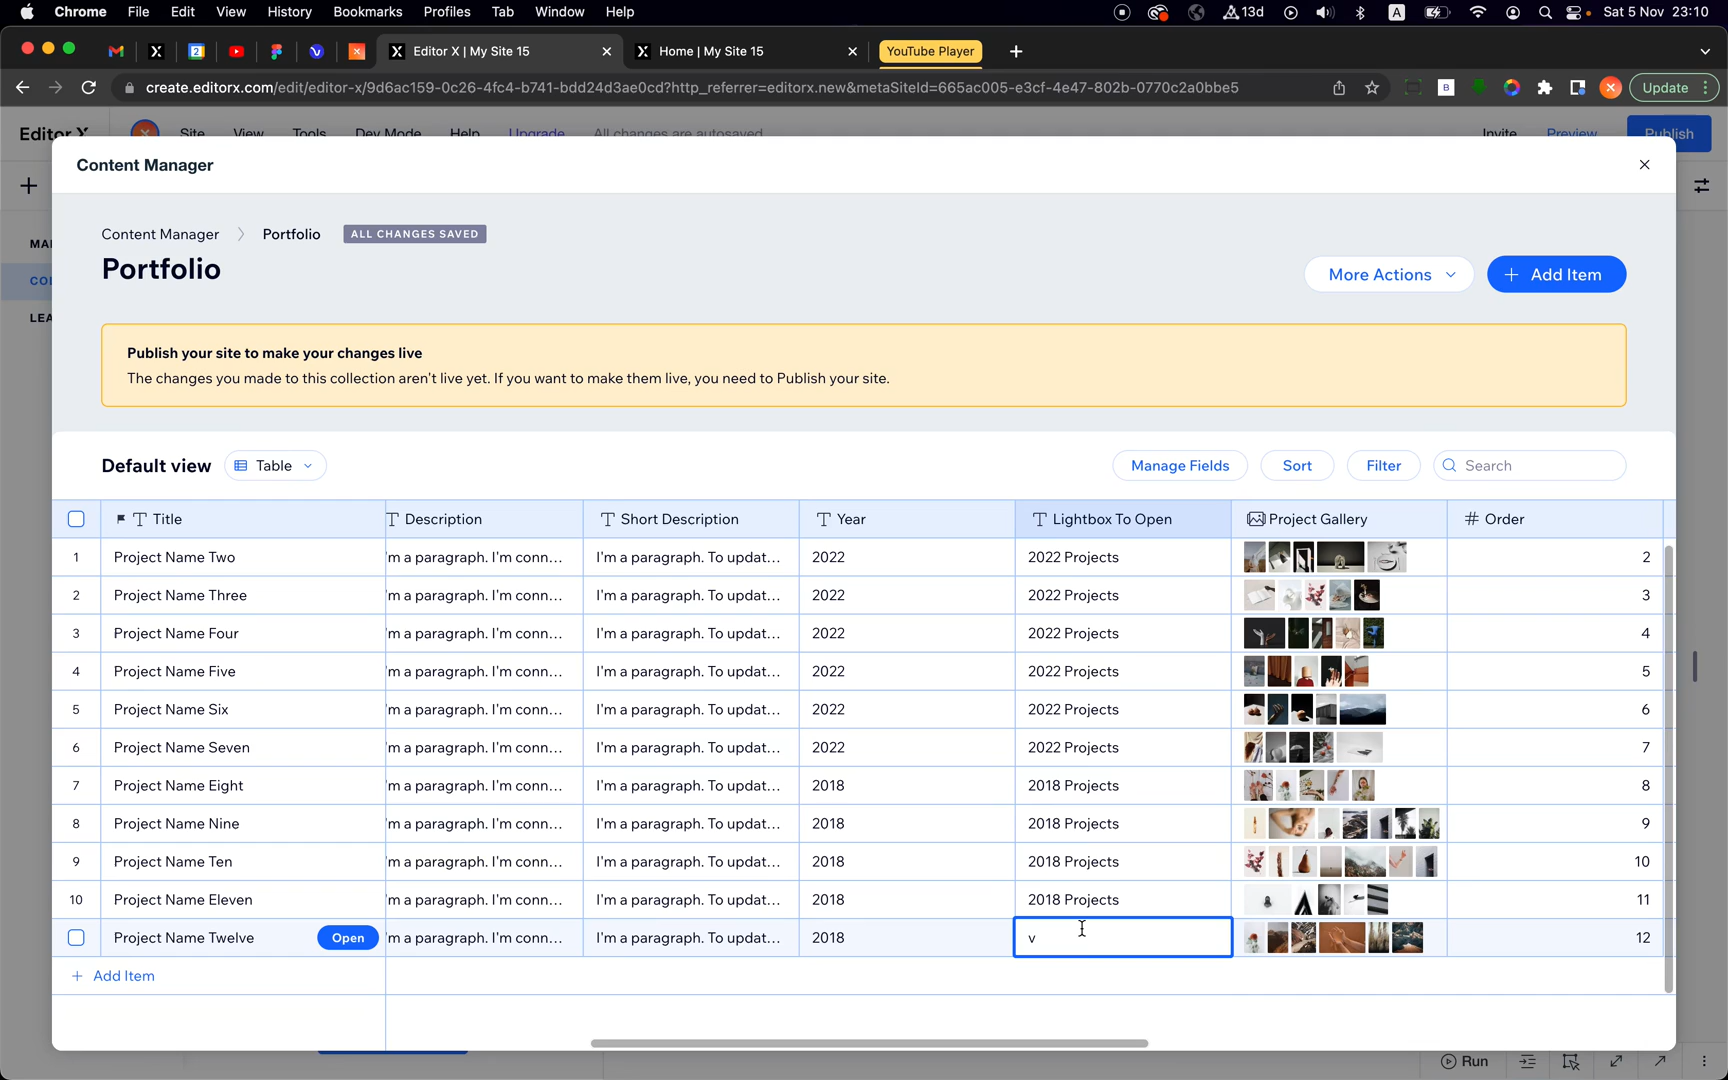 Chrome File Edit View History Bookmarks Profiles Tab Window Help 13d A Sat 5 Nov 23:10
Editor X | My Site 15 Home | My Site 15 YouTube Player
create.editorx.com/edit/editor-x/9d6ac159-0c26-4fc4-b741-bdd24d3ae0cd?http_referrer=editorx.new&metaSiteId=665ac005-e3cf-4e47-802b-0770c2a0bbe5 Update
Editor X Site View Tools Dev Mode Help Upgrade All changes are autosaved Invite Preview Publish
Content Manager
Content Manager Portfolio ALL CHANGES SAVED
Portfolio
More Actions + Add Item
Publish your site to make your changes live
The changes you made to this collection aren't live yet. If you want to make them live, you need to Publish your site.
Default view Table Manage Fields Sort Filter Search
Title Description Short Description Year Lightbox To Open Project Gallery # Order
1 Project Name Two 'm a paragraph. I'm conn... I'm a paragraph. To updat... 2022 2022 Projects 2
2 Project Name Three 'm a paragraph. I'm conn... I'm a paragraph. To updat... 2022 2022 Projects 3
3 Project Name Four 'm a paragraph. I'm conn... I'm a paragraph. To updat... 2022 2022 Projects 4
4 Project Name Five 'm a paragraph. I'm conn... I'm a paragraph. To updat... 2022 2022 Projects 5
5 Project Name Six 'm a paragraph. I'm conn... I'm a paragraph. To updat... 2022 2022 Projects 6
6 Project Name Seven 'm a paragraph. I'm conn... I'm a paragraph. To updat... 2022 2022 Projects 7
7 Project Name Eight 'm a paragraph. I'm conn... I'm a paragraph. To updat... 2018 2018 Projects 8
8 Project Name Nine 'm a paragraph. I'm conn... I'm a paragraph. To updat... 2018 2018 Projects 9
9 Project Name Ten 'm a paragraph. I'm conn... I'm a paragraph. To updat... 2018 2018 Projects 10
10 Project Name Eleven 'm a paragraph. I'm conn... I'm a paragraph. To updat... 2018 2018 Projects 11
Project Name Twelve Open 'm a paragraph. I'm conn... I'm a paragraph. To updat... 2018 v 12
+ Add Item
Run